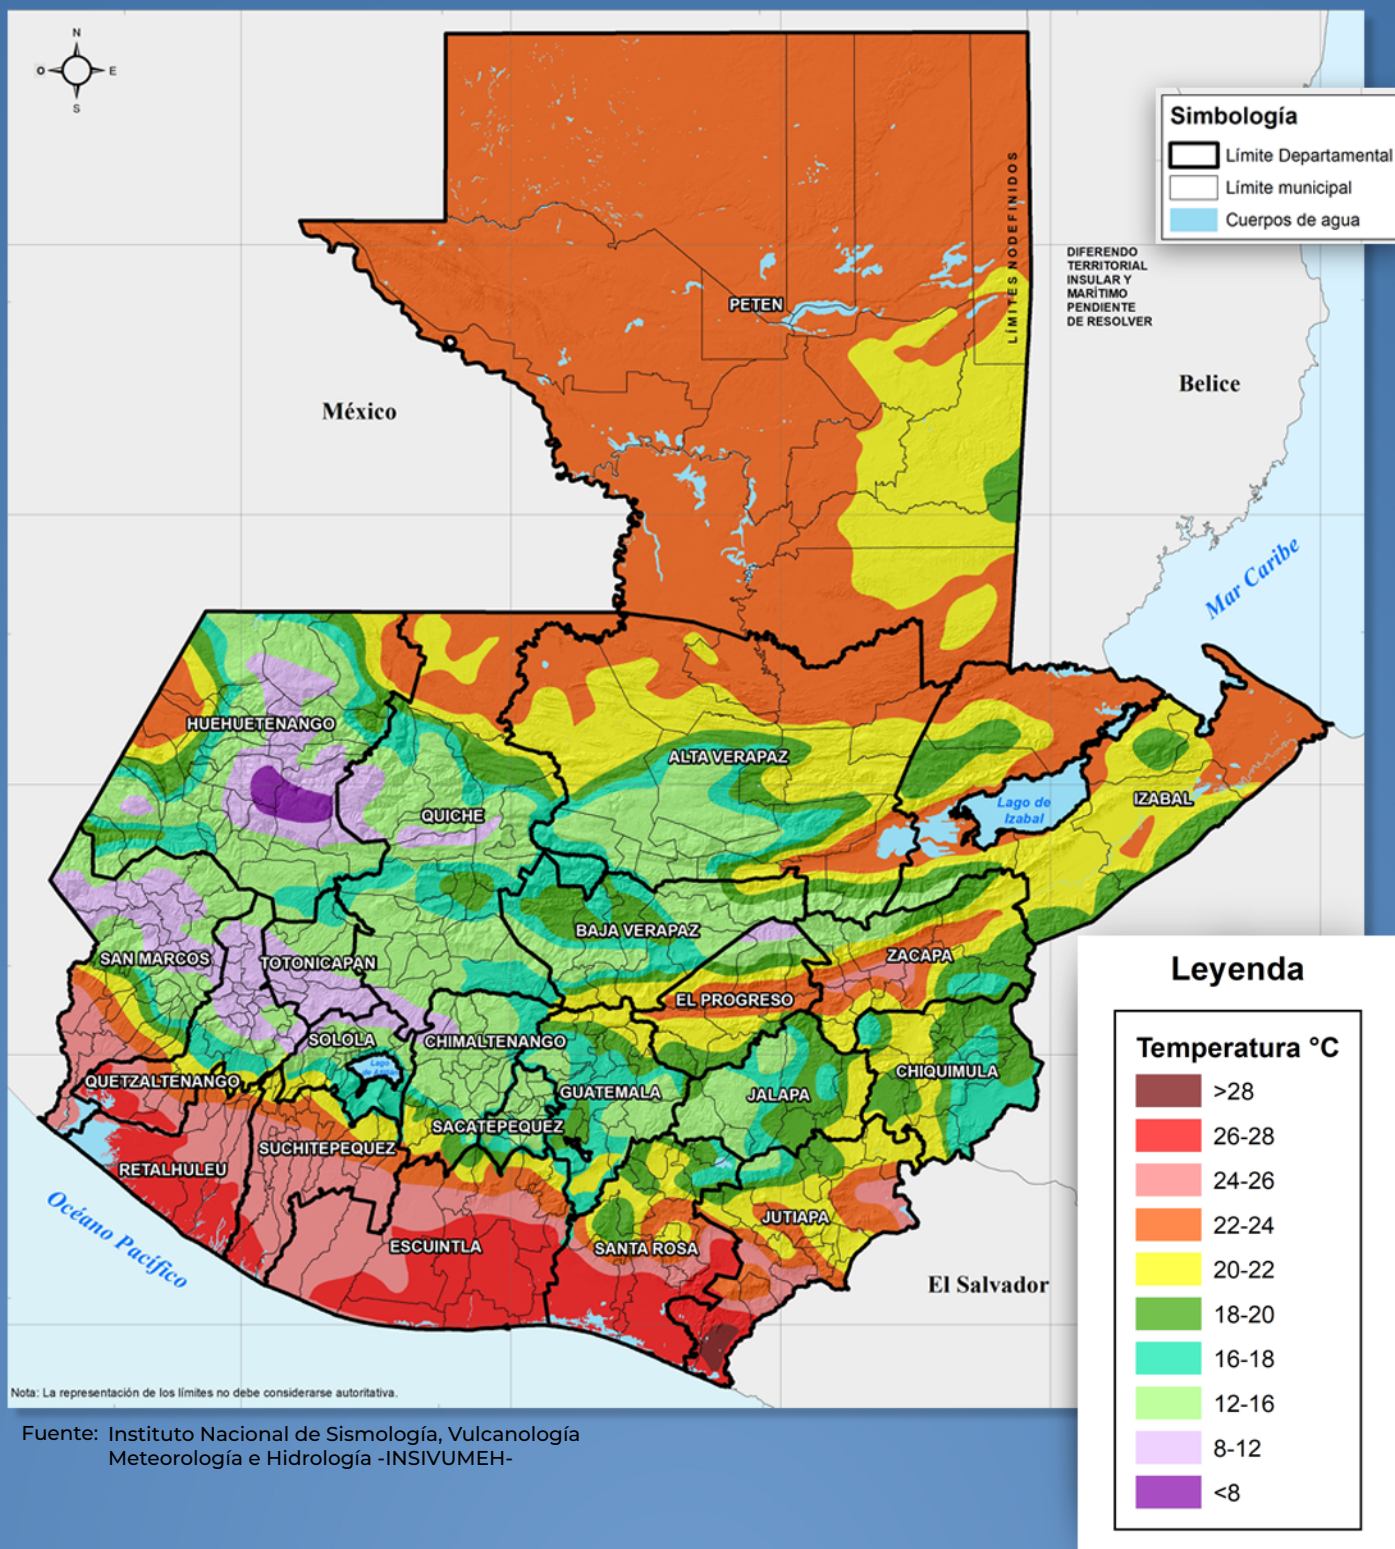 N
O
E
S
Simbología
Límite Departamental
Límite municipal
Cuerpos de agua
LÍMITES NO DEFINIDOS
DIFERENDO
TERRITORIAL
INSULAR Y
MARÍTIMO
PENDIENTE
DE RESOLVER
PETEN
México
Belice
Mar Caribe
HUEHUETENANGO
ALTA VERAPAZ
QUICHE
Lago de
Izabal
IZABAL
BAJA VERAPAZ
SAN MARCOS
TOTONICAPAN
ZACAPA
EL PROGRESO
SOLOLA
CHIMALTENANGO
Lago
de Atitlán
QUETZALTENANGO
GUATEMALA
JALAPA
CHIQUIMULA
SACATEPEQUEZ
SUCHITEPEQUEZ
RETALHULEU
JUTIAPA
ESCUINTLA
SANTA ROSA
Océano Pacífico
El Salvador
Leyenda
Temperatura °C
>28
26-28
24-26
22-24
20-22
18-20
16-18
12-16
8-12
<8
Nota: La representación de los límites no debe considerarse autoritativa.
Fuente: Instituto Nacional de Sismología, Vulcanología
Meteorología e Hidrología -INSIVUMEH-